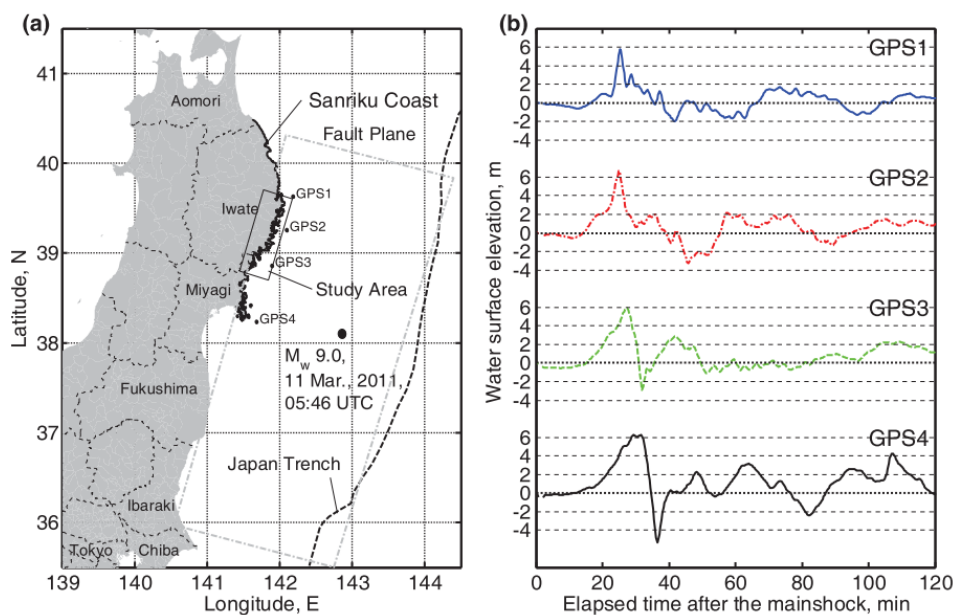 (a)
41
40
39
38
37
36
139
140
141
142
143
144
Latitude, N
Longitude, E
Aomori
Sanriku Coast
Fault Plane
Iwate
GPS1
GPS2
GPS3
Study Area
Miyagi
GPS4
Mw 9.0,
11 Mar., 2011,
05:46 UTC
Fukushima
Japan Trench
Ibaraki
Tokyo
Chiba
(b)
Water surface elevation, m
GPS1
6
4
2
0
-2
GPS2
6
4
2
0
-2
-4
GPS3
6
4
2
0
-2
-4
GPS4
6
4
2
0
-2
-4
0
20
40
60
80
100
120
Elapsed time after the mainshock, min